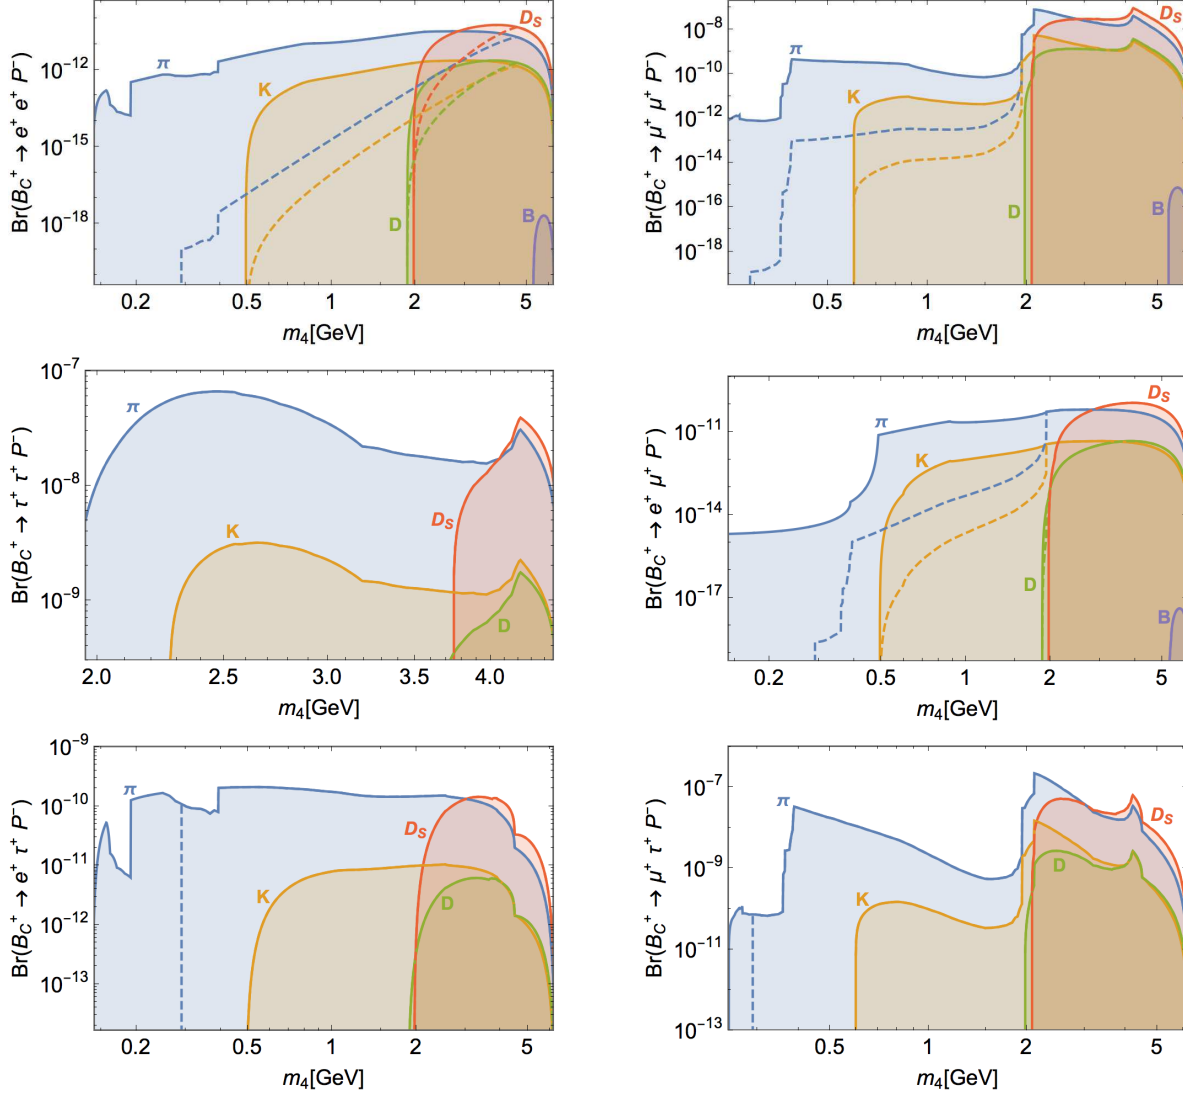 Br(B_C^+ → e^+ e^+ P^-)
10^-12
10^-15
10^-18
π
K
D_S
D
B
0.2 0.5 1 2 5
m_4[GeV]
Br(B_C^+ → μ^+ μ^+ P^-)
10^-8
10^-10
10^-12
10^-14
10^-16
10^-18
π
K
D_S
D
B
0.5 1 2 5
m_4[GeV]
Br(B_C^+ → τ^+ τ^+ P^-)
10^-7
10^-8
10^-9
π
K
D_S
D
2.0 2.5 3.0 3.5 4.0
m_4[GeV]
Br(B_C^+ → e^+ μ^+ P^-)
10^-11
10^-14
10^-17
π
K
D_S
D
B
0.2 0.5 1 2 5
m_4[GeV]
Br(B_C^+ → e^+ τ^+ P^-)
10^-9
10^-10
10^-11
10^-12
10^-13
π
K
D_S
D
0.2 0.5 1 2 5
m_4[GeV]
Br(B_C^+ → μ^+ τ^+ P^-)
10^-7
10^-9
10^-11
10^-13
π
K
D_S
D
0.5 1 2 5
m_4[GeV]